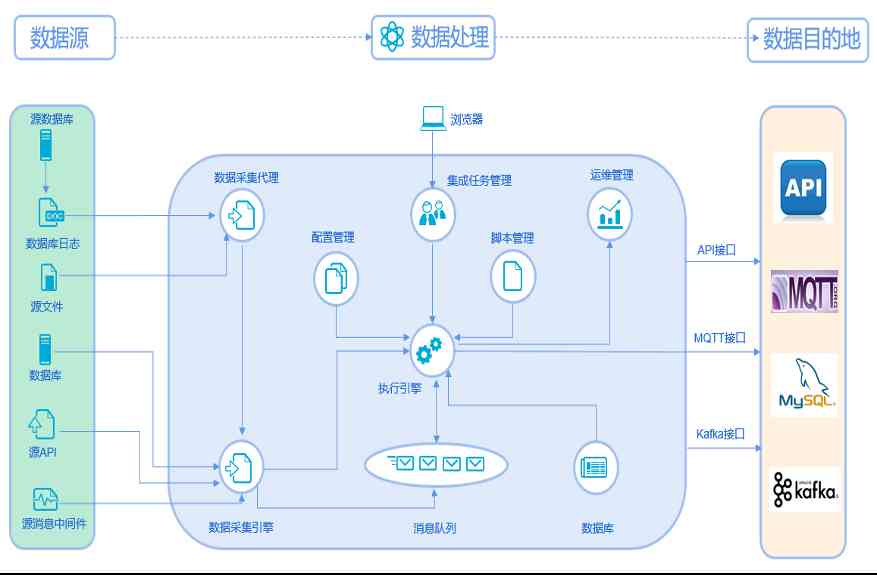 数据源
数据处理
数据目的地
源数据库
数据库日志
源文件
数据库
源API
源消息中间件
浏览器
数据采集代理
集成任务管理
运维管理
配置管理
脚本管理
执行引擎
数据采集引擎
消息队列
数据库
API接口
MQTT接口
Kafka接口
API
MQTT
.ORG
MySQL
kafka